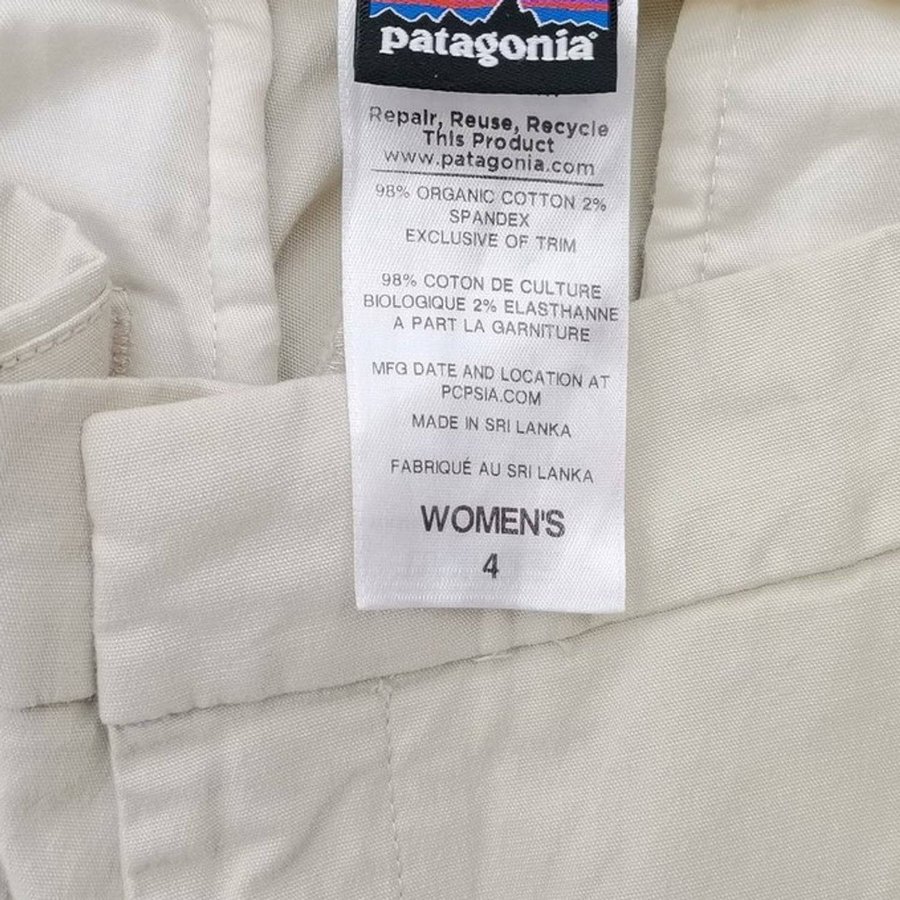 patagonia®
Repair, Reuse, Recycle
This Product
www.patagonia.com
98% ORGANIC COTTON 2%
SPANDEX
EXCLUSIVE OF TRIM
98% COTON DE CULTURE
BIOLOGIQUE 2% ELASTHANNE
A PART LA GARNITURE
MFG DATE AND LOCATION AT
PCPSIA.COM
MADE IN SRI LANKA
FABRIQUÉ AU SRI LANKA
WOMEN'S
4